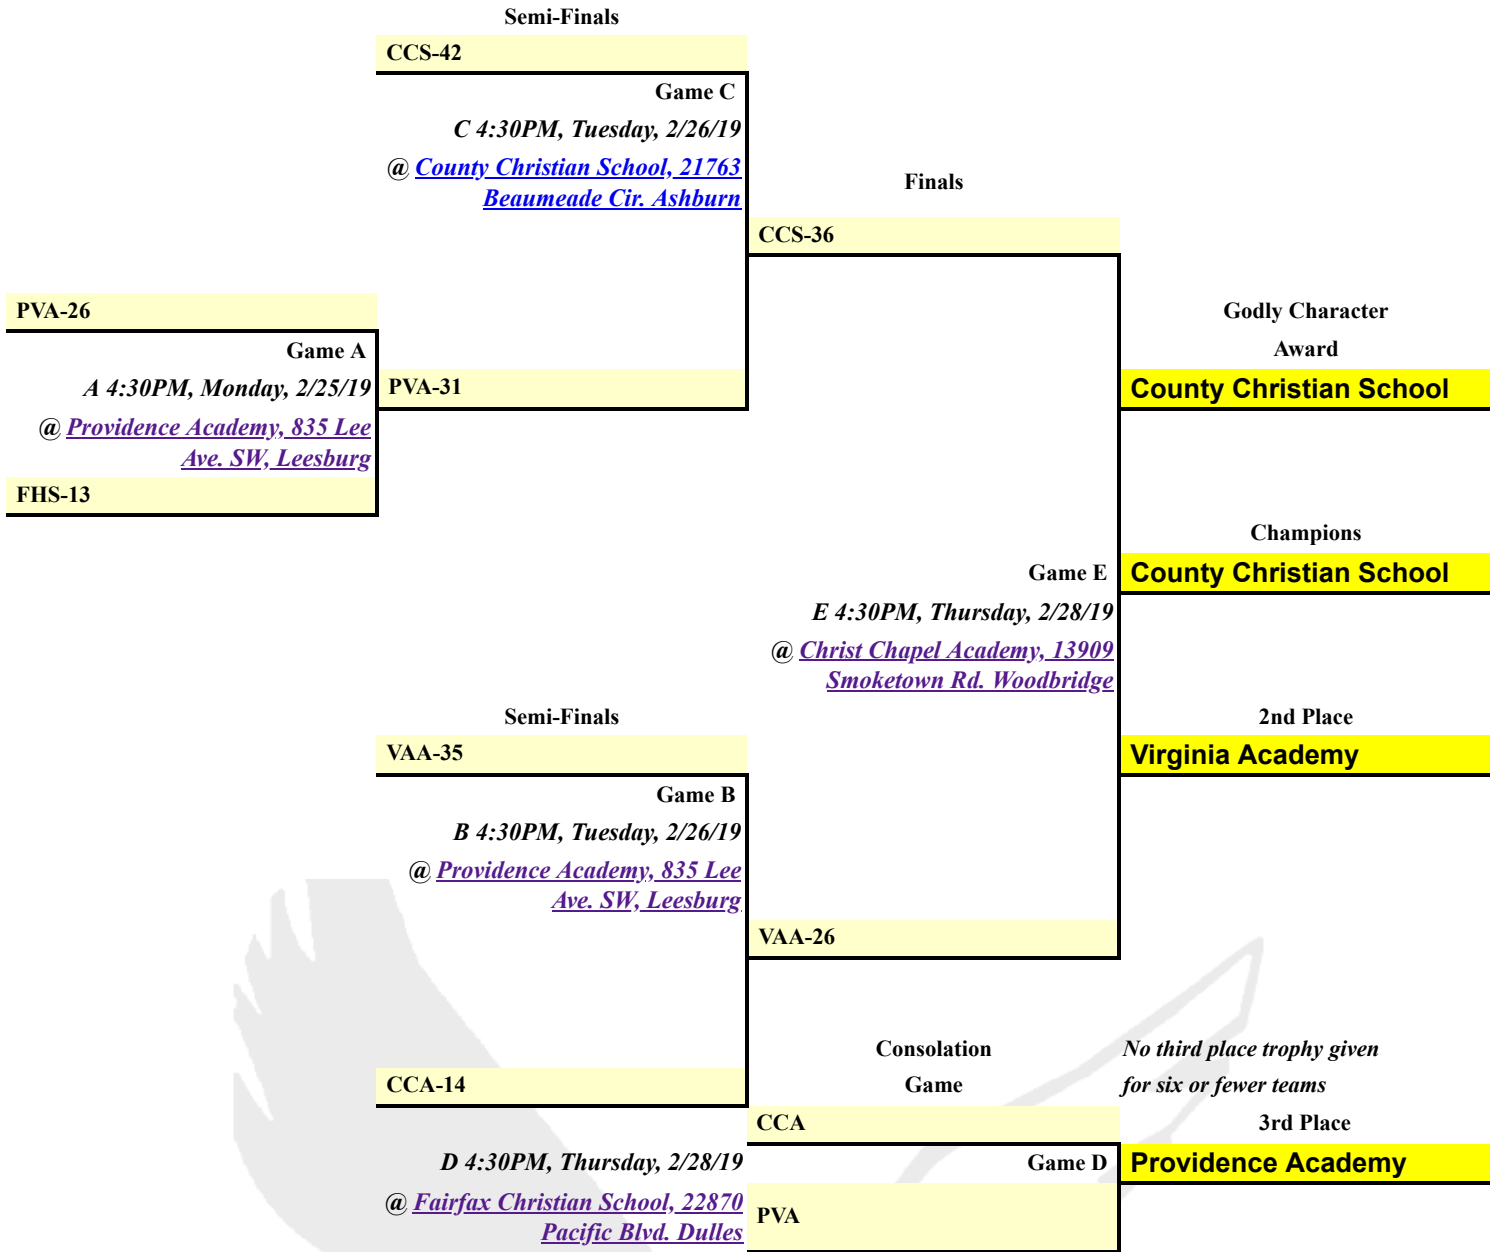 Semi-Finals
CCS-42
Game C
C 4:30PM, Tuesday, 2/26/19
@ County Christian School, 21763
Beaumeade Cir. Ashburn
Finals
CCS-36
PVA-26
Game A
A 4:30PM, Monday, 2/25/19
@ Providence Academy, 835 Lee
Ave. SW, Leesburg
FHS-13
PVA-31
Godly Character
Award
County Christian School
Champions
County Christian School
Game E
E 4:30PM, Thursday, 2/28/19
@ Christ Chapel Academy, 13909
Smoketown Rd. Woodbridge
Semi-Finals
VAA-35
Game B
B 4:30PM, Tuesday, 2/26/19
@ Providence Academy, 835 Lee
Ave. SW, Leesburg
2nd Place
Virginia Academy
VAA-26
CCA-14
Consolation
Game
No third place trophy given
for six or fewer teams
CCA
3rd Place
D 4:30PM, Thursday, 2/28/19
@ Fairfax Christian School, 22870
Pacific Blvd. Dulles
Game D
Providence Academy
PVA